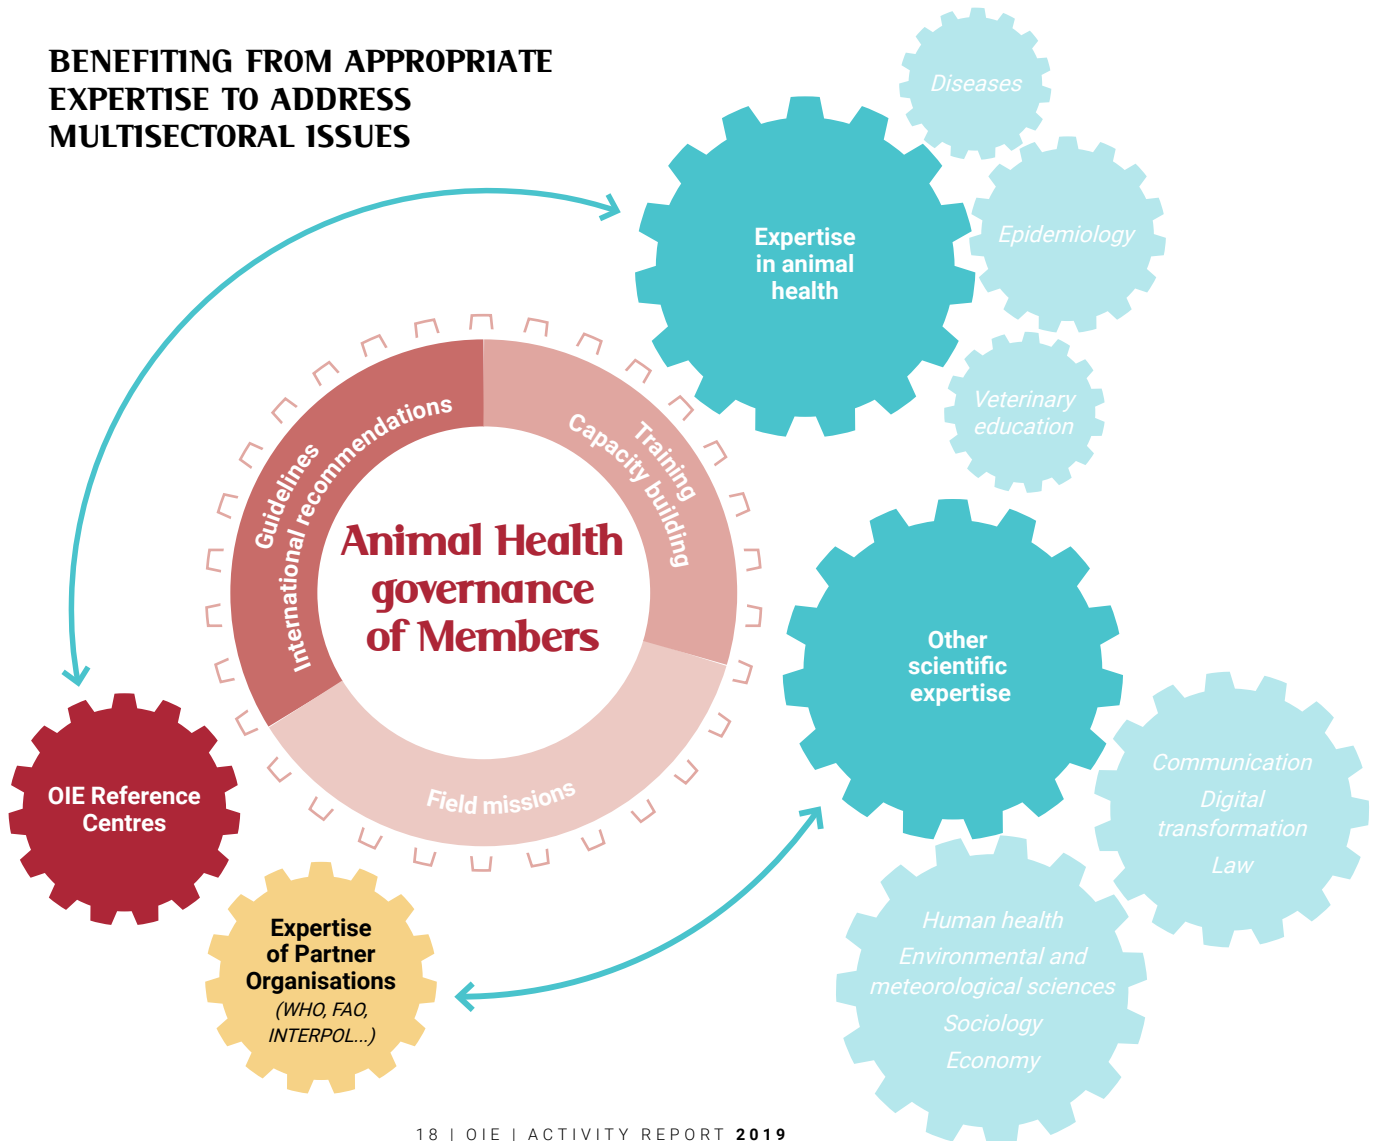 BENEFITING FROM APPROPRIATE
EXPERTISE TO ADDRESS
MULTISECTORAL ISSUES
Diseases
Epidemiology
Veterinary
education
Expertise
in animal
health
Guidelines
International recommendations
Training
Capacity building
Field missions
Animal Health
governance
of Members
Other
scientific
expertise
Communication
Digital
transformation
Law
Human health
Environmental and
meteorological sciences
Sociology
Economy
OIE Reference
Centres
Expertise
of Partner
Organisations
(WHO, FAO,
INTERPOL...)
18 | OIE | ACTIVITY REPORT 2019